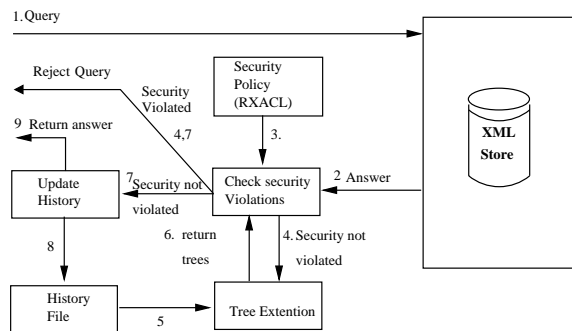 1.Query
Reject Query
Security
Violated
4,7
Security
Policy
(RXACL)
3.
XML
Store
9 Return answer
Update
History
7
Security not
violated
Check security
Violations
2 Answer
8
6. return
trees
4. Security not
violated
History
File
5
Tree Extention